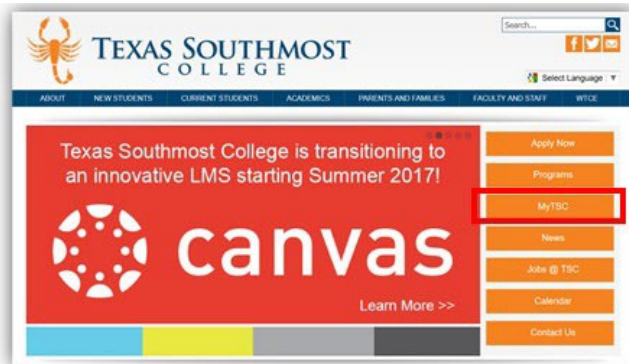 Search...
TEXAS SOUTHMOST
COLLEGE
Select Language ▼
ABOUT NEW STUDENTS CURRENT STUDENTS ACADEMICS PARENTS AND FAMILIES FACULTY AND STAFF WTCE
Texas Southmost College is transitioning to
an innovative LMS starting Summer 2017!
canvas
Learn More >>
Apply Now
Programs
MyTSC
News
Jobs @ TSC
Calendar
Contact Us